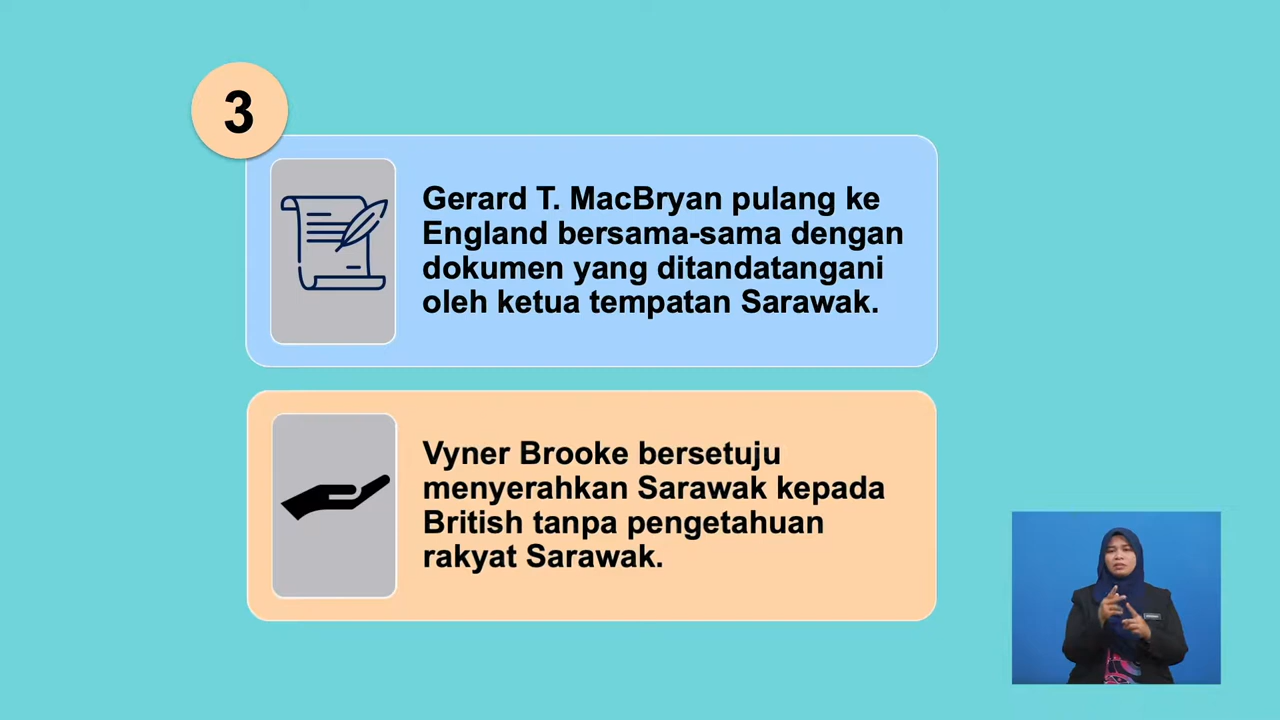 3
Gerard T. MacBryan pulang ke
England bersama-sama dengan
dokumen yang ditandatangani
oleh ketua tempatan Sarawak.
Vyner Brooke bersetuju
menyerahkan Sarawak kepada
British tanpa pengetahuan
rakyat Sarawak.